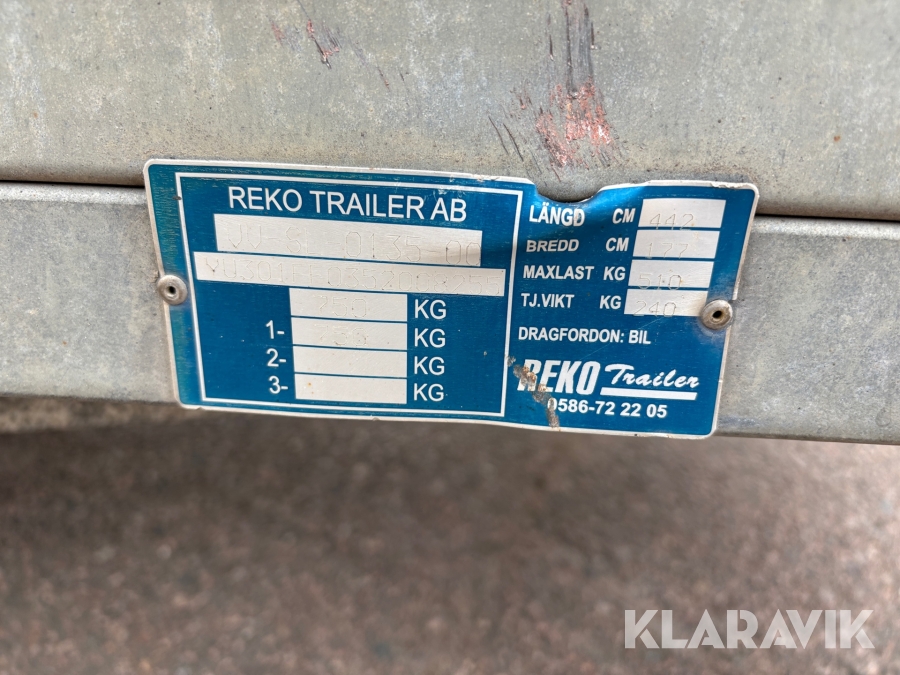 REKO TRAILER AB
KG
1- KG
2- KG
3- KG
LÄNGD CM 442
BREDD CM 177
MAXLAST KG 510
TJ.VIKT KG 240
DRAGFORDON: BIL
REKO Trailer
0586-72 22 05
KLARAVIK